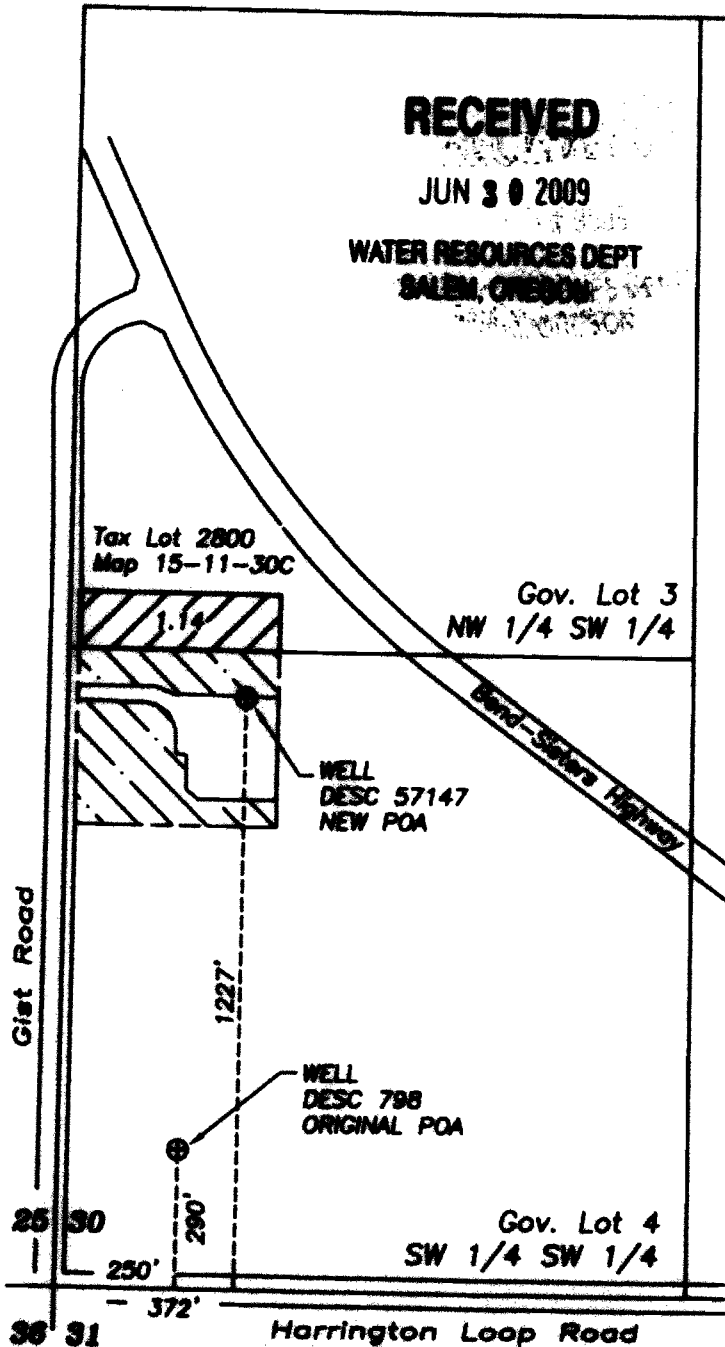 RECEIVED
JUN 30 2009
WATER RESOURCES DEPT
SALEM, OREGON
Tax Lot 2800
Map 15-11-30C
1.14
Gov. Lot 3
NW 1/4 SW 1/4
Bend-Sisters Highway
WELL
DESC 57147
NEW POA
Gist Road
1227'
WELL
DESC 798
ORIGINAL POA
290'
25 30
Gov. Lot 4
SW 1/4 SW 1/4
250'
372'
36 31
Harrington Loop Road